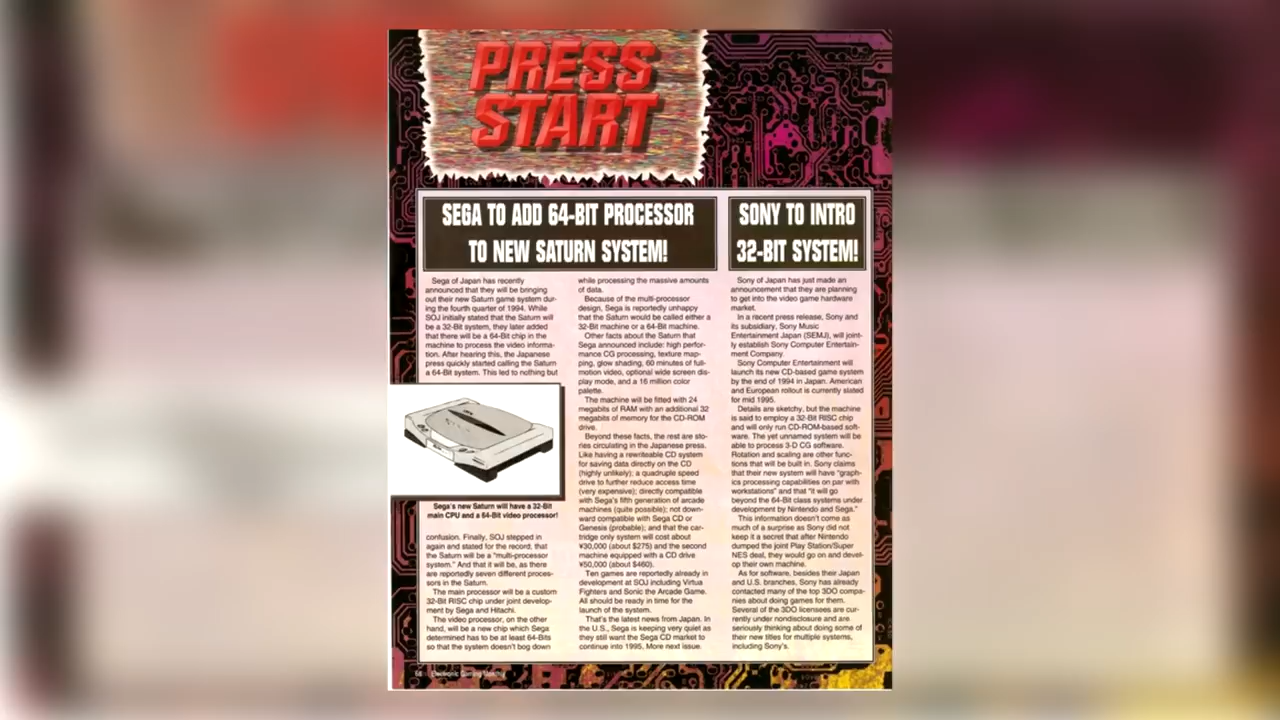 PRESS
START
SEGA TO ADD 64-BIT PROCESSOR
TO NEW SATURN SYSTEM!
Sega of Japan has recently
announced that they will be bringing
out their new Saturn game system dur-
ing the fourth quarter of 1994. While
SOJ initially stated that the Saturn will
be a 32-Bit system, they later added
that there will be a 64-Bit chip in the
machine to process the video informa-
tion. After hearing this, the Japanese
press quickly started calling the Saturn
a 64-Bit system. This led to nothing but
Sega's new Saturn will have a 32-Bit
main CPU and a 64-Bit video processor!
confusion. Finally, SOJ stepped in
again and stated for the record, that
the Saturn will be a "multi-processor
system." And that it will be, as there
are reportedly seven different proces-
sors in the Saturn.
The main processor will be a custom
32-Bit RISC chip under joint develop-
ment by Sega and Hitachi.
The video processor, on the other
hand, will be a new chip which Sega
determined has to be at least 64-Bits
so that the system doesn't bog down
while processing the massive amounts
of data.
Because of the multi-processor
design, Sega is reportedly unhappy
that the Saturn would be called either a
32-Bit machine or a 64-Bit machine.
Other facts about the Saturn that
Sega announced include: high perfor-
mance CG processing, texture map-
ping, glow shading, 60 minutes of full-
motion video, optional wide screen dis-
play mode, and a 16 million color
palette.
The machine will be fitted with 24
megabits of RAM with an additional 32
megabits of memory for the CD-ROM
drive.
Beyond these facts, the rest are sto-
ries circulating in the Japanese press.
Like having a rewriteable CD system
for saving data directly on the CD
(highly unlikely); a quadruple speed
drive to further reduce access time
(very expensive); directly compatible
with Sega's fifth generation of arcade
machines (quite possible); not down-
ward compatible with Sega CD or
Genesis (probable); and that the car-
tridge only system will cost about
¥30,000 (about $275) and the second
machine equipped with a CD drive
¥50,000 (about $460).
Ten games are reportedly already in
development at SOJ including Virtua
Fighters and Sonic the Arcade Game.
All should be ready in time for the
launch of the system.
That's the latest news from Japan. In
the U.S., Sega is keeping very quiet as
they still want the Sega CD market to
continue into 1995. More next issue.
SONY TO INTRO
32-BIT SYSTEM!
Sony of Japan has just made an
announcement that they are planning
to get into the video game hardware
market.
In a recent press release, Sony and
its subsidiary, Sony Music
Entertainment Japan (SEMJ), will joint-
ly establish Sony Computer Entertain-
ment Company.
Sony Computer Entertainment will
launch its new CD-based game system
by the end of 1994 in Japan. American
and European rollout is currently slated
for mid 1995.
Details are sketchy, but the machine
is said to employ a 32-Bit RISC chip
and will only run CD-ROM-based soft-
ware. The yet unnamed system will be
able to process 3-D CG software.
Rotation and scaling are other func-
tions that will be built in. Sony claims
that their new system will have "graph-
ics processing capabilities on par with
workstations" and that "it will go
beyond the 64-Bit class systems under
development by Nintendo and Sega."
This information doesn't come as
much of a surprise as Sony did not
keep it a secret that after Nintendo
dumped the joint Play Station/Super
NES deal, they would go on and devel-
op their own machine.
As for software, besides their Japan
and U.S. branches, Sony has already
contacted many of the top 3DO compa-
nies about doing games for them.
Several of the 3DO licensees are cur-
rently under nondisclosure and are
seriously thinking about doing some of
their new titles for multiple systems,
including Sony's.
Electronic Gaming Monthly